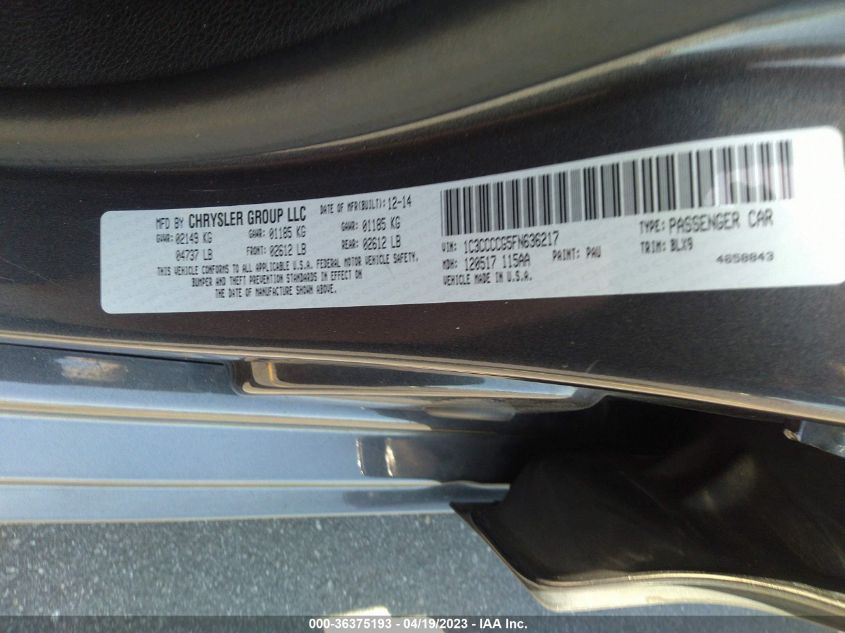 MFD BY CHRYSLER GROUP LLC DATE OF MFR(BUILT): 12-14
GVWR: 02149 KG GAWR: 01185 KG GAWR: 01185 KG
04737 LB FRONT: 02612 LB REAR: 02612 LB
THIS VEHICLE CONFORMS TO ALL APPLICABLE U.S.A. FEDERAL MOTOR VEHICLE SAFETY,
BUMPER AND THEFT PREVENTION STANDARDS IN EFFECT ON
THE DATE OF MANUFACTURE SHOWN ABOVE.
VIN: 1C3CCCCG5FN636217 TYPE: PASSENGER CAR
MDH: 120517 115AA PAINT: PAU TRIM: BLX9
VEHICLE MADE IN U.S.A. 4658843
000-36375193 - 04/19/2023 - IAA Inc.